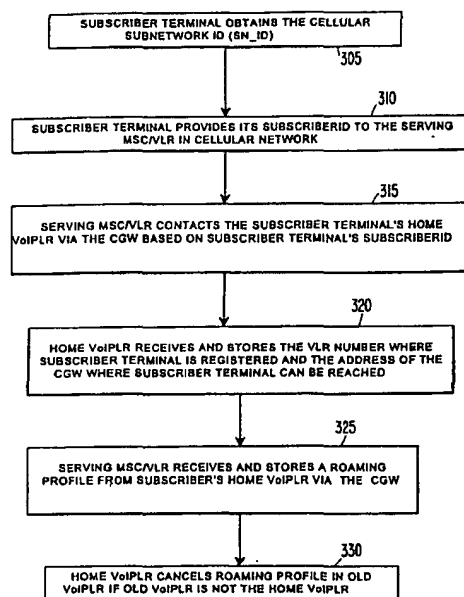 SUBSCRIBER TERMINAL OBTAINS THE CELLULAR
SUBNETWORK ID (SN_ID)
305
310
SUBSCRIBER TERMINAL PROVIDES ITS SUBSCRIBERID TO THE SERVING
MSC/VLR IN CELLULAR NETWORK
315
SERVING MSC/VLR CONTACTS THE SUBSCRIBER TERMINAL'S HOME
VoIPLR VIA THE CGW BASED ON SUBSCRIBER TERMINAL'S SUBSCRIBERID
320
HOME VoIPLR RECEIVES AND STORES THE VLR NUMBER WHERE
SUBSCRIBER TERMINAL IS REGISTERED AND THE ADDRESS OF THE
CGW WHERE SUBSCRIBER TERMINAL CAN BE REACHED
325
SERVING MSC/VLR RECEIVES AND STORES A ROAMING
PROFILE FROM SUBSCRIBER'S HOME VoIPLR VIA THE CGW
330
HOME VoIPLR CANCELS ROAMING PROFILE IN OLD
VoIPLR IF OLD VoIPLR IS NOT THE HOME VoIPLR